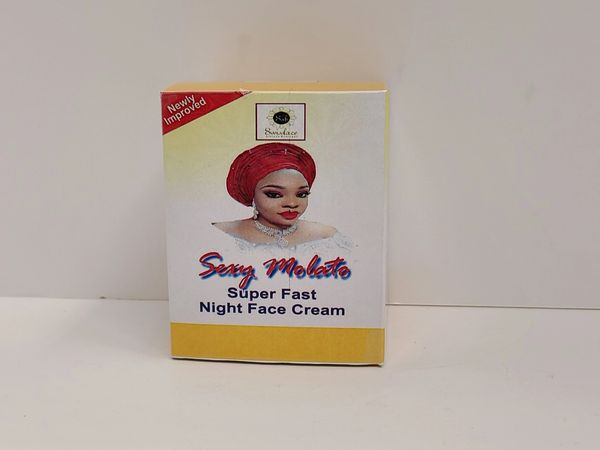 Newly
Improved
Sexy Molato
Super Fast
Night Face Cream